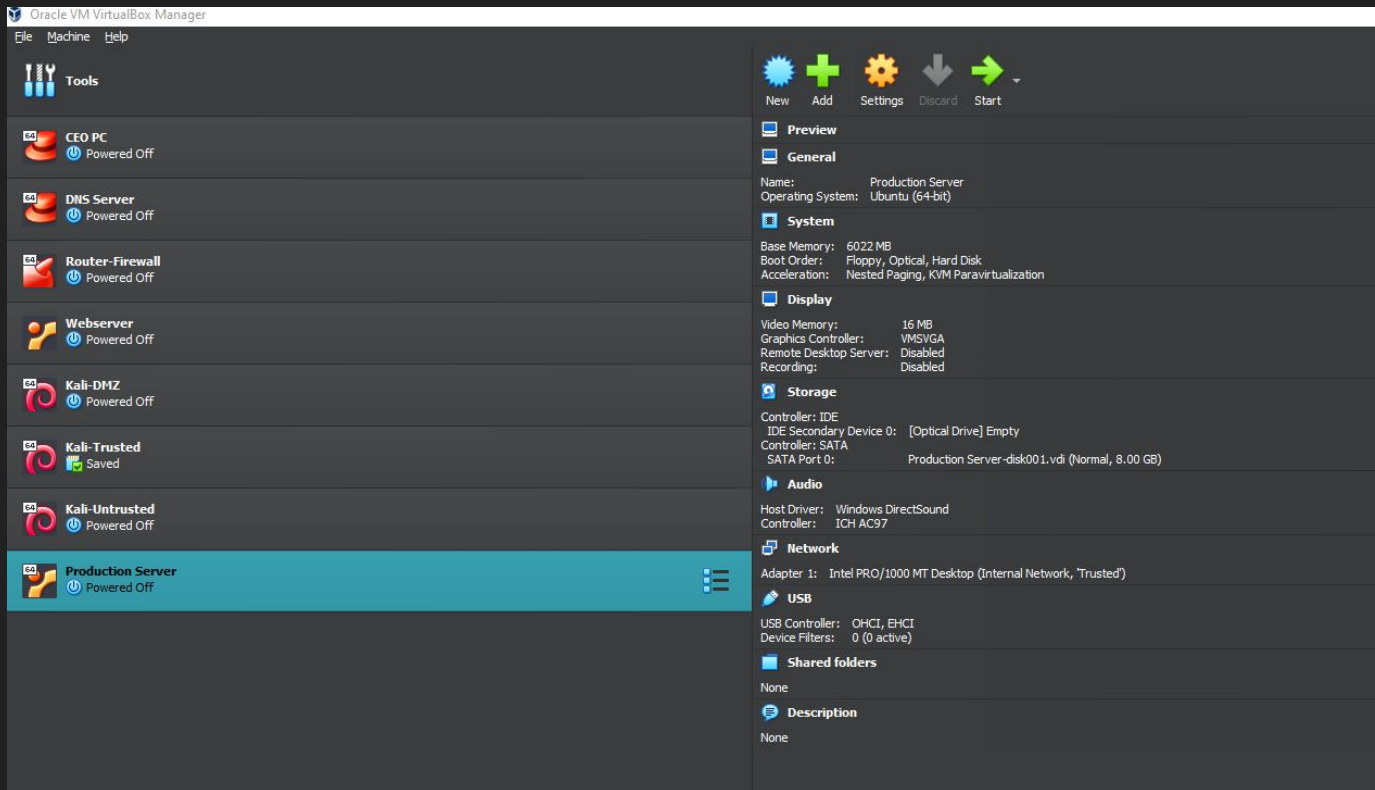 Oracle VM VirtualBox Manager
File Machine Help
Tools
64
CEO PC
Powered Off
64
DNS Server
Powered Off
64
Router-Firewall
Powered Off
Webserver
Powered Off
64
Kali-DMZ
Powered Off
64
Kali-Trusted
Saved
64
Kali-Untrusted
Powered Off
64
Production Server
Powered Off
New Add Settings Discard Start
Preview
General
Name: Production Server
Operating System: Ubuntu (64-bit)
System
Base Memory: 6022 MB
Boot Order: Floppy, Optical, Hard Disk
Acceleration: Nested Paging, KVM Paravirtualization
Display
Video Memory: 16 MB
Graphics Controller: VMSVGA
Remote Desktop Server: Disabled
Recording: Disabled
Storage
Controller: IDE
IDE Secondary Device 0: [Optical Drive] Empty
Controller: SATA
SATA Port 0: Production Server-disk001.vdi (Normal, 8.00 GB)
Audio
Host Driver: Windows DirectSound
Controller: ICH AC97
Network
Adapter 1: Intel PRO/1000 MT Desktop (Internal Network, 'Trusted')
USB
USB Controller: OHCI, EHCI
Device Filters: 0 (0 active)
Shared folders
None
Description
None